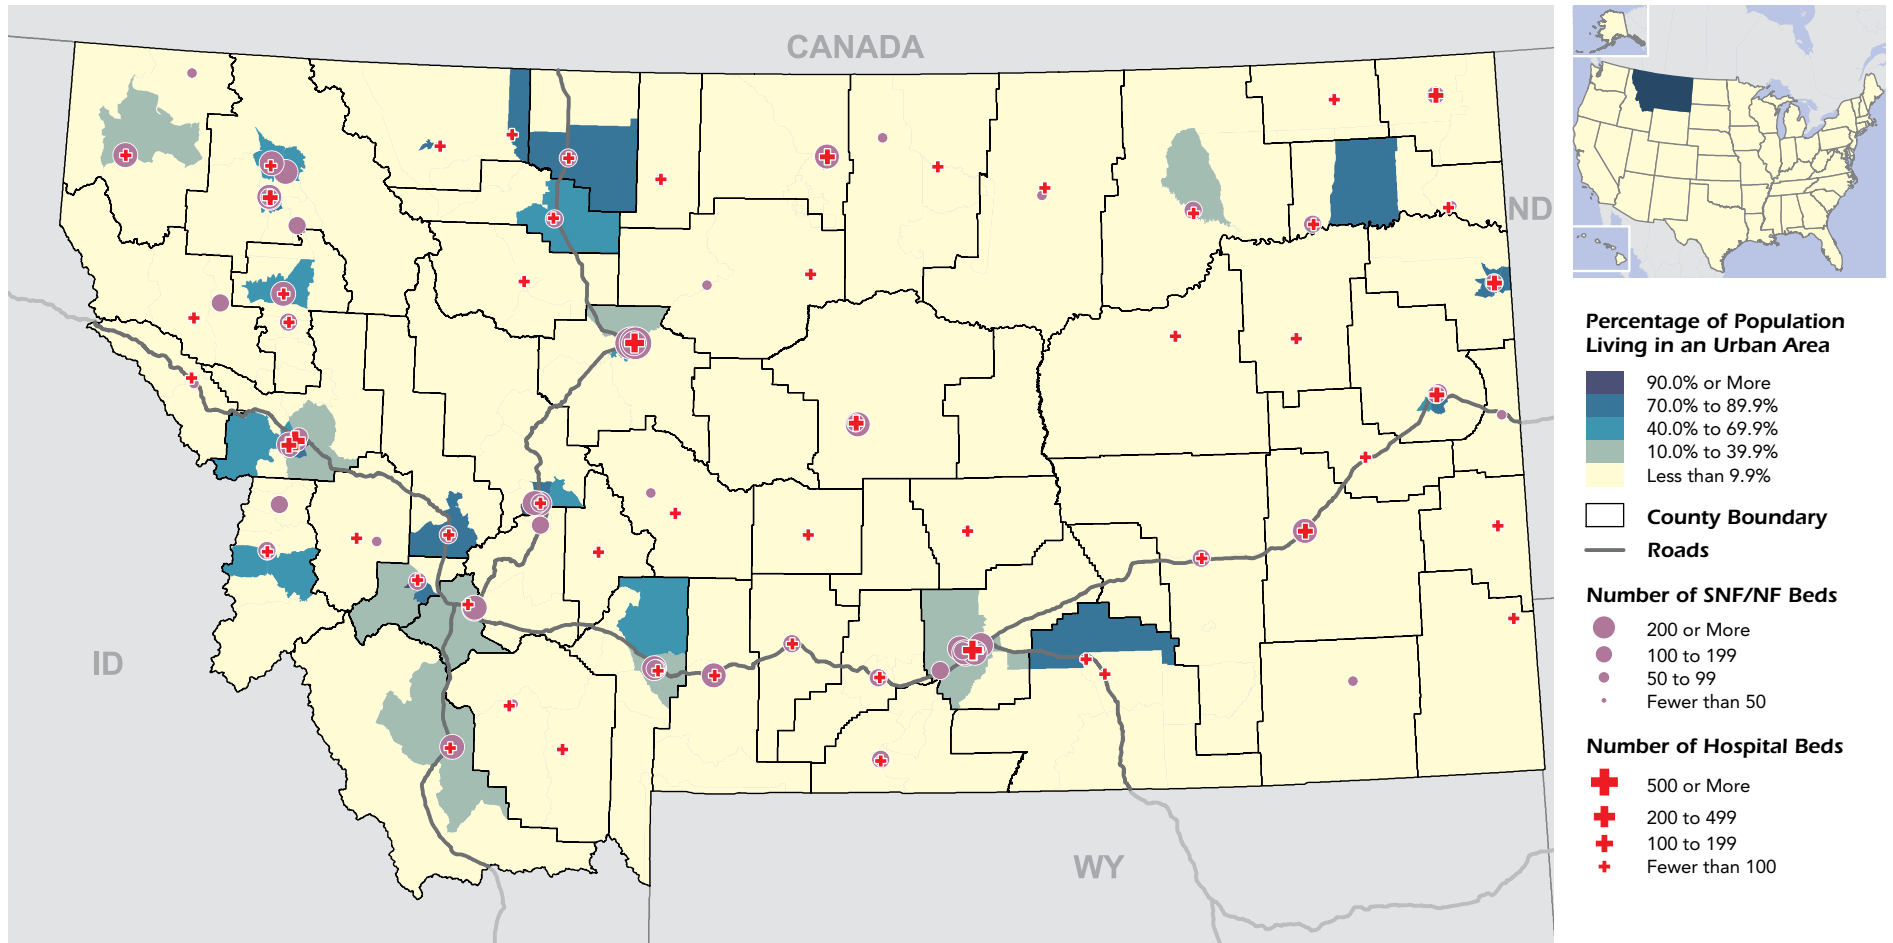 CANADA
ND
ID
WY
Percentage of Population
Living in an Urban Area
90.0% or More
70.0% to 89.9%
40.0% to 69.9%
10.0% to 39.9%
Less than 9.9%
County Boundary
Roads
Number of SNF/NF Beds
200 or More
100 to 199
50 to 99
Fewer than 50
Number of Hospital Beds
500 or More
200 to 499
100 to 199
Fewer than 100